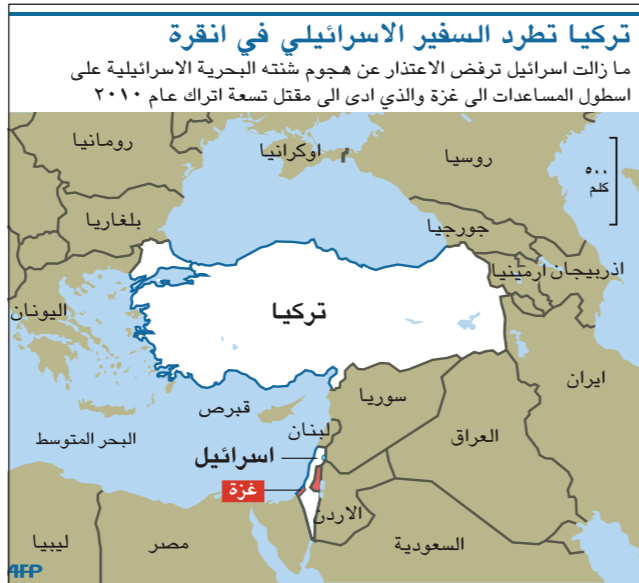 تركيا تطرد السفير الاسرائيلي في انقرة
ما زالت اسرائيل ترفض الاعتذار عن هجوم شنته البحرية الاسرائيلية على
اسطول المساعدات الى غزة والذي ادى الى مقتل تسعة اتراك عام ٢٠١٠
رومانيا
اوكرانيا
روسيا
٥٠٠
كلم
بلغاريا
جورجيا
اذربيجان
ارمينيا
اليونان
تركيا
ايران
سوريا
قبرص
لبنان
البحر المتوسط
اسرائيل
العراق
غزة
الاردن
ليبيا
مصر
السعودية
AFP